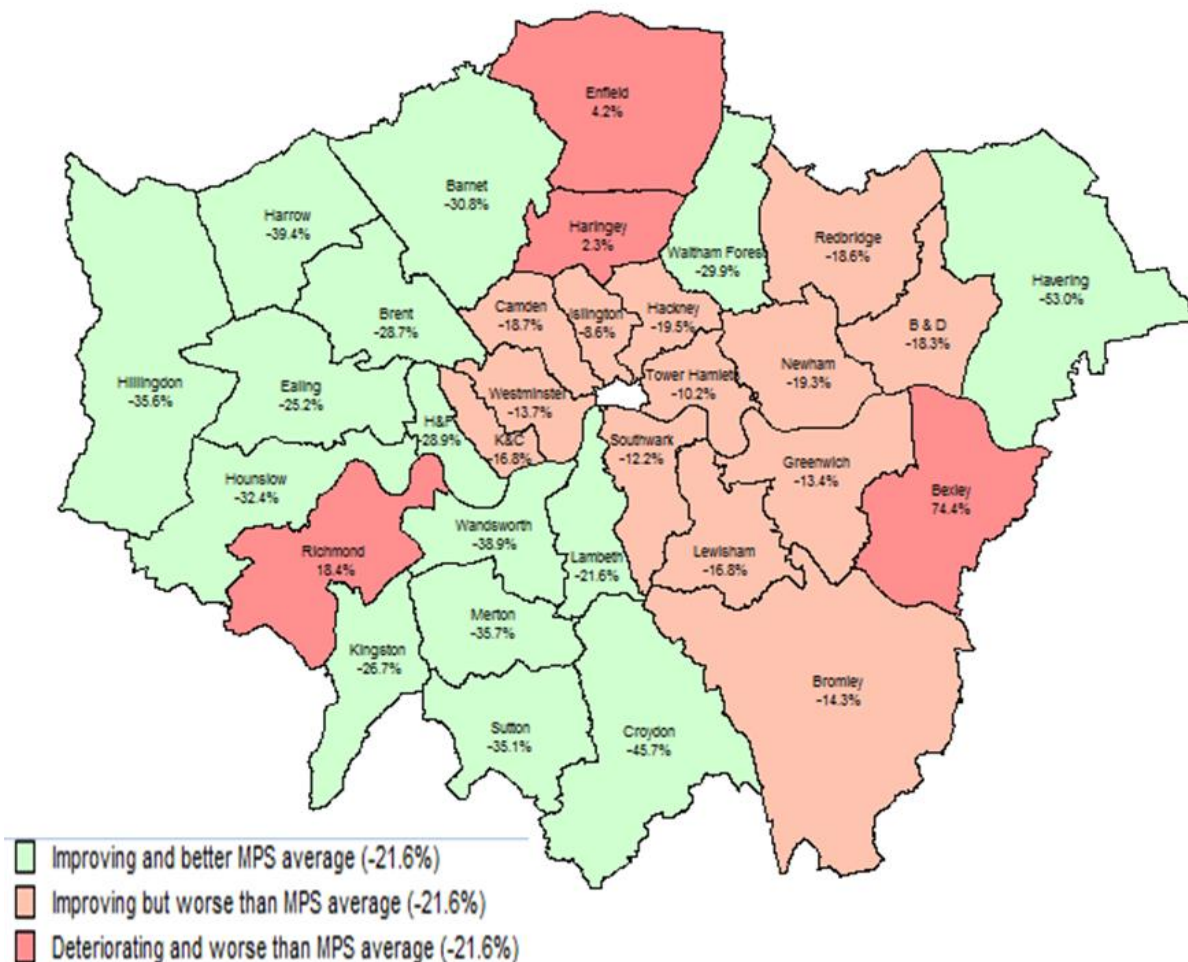 Enfield
4.2%
Barnet
-30.8%
Harrow
-39.4%
Haringey
2.3%
Waltham Forest
-29.9%
Redbridge
-18.6%
Havering
-53.0%
Camden
-18.7%
Islington
-8.6%
Hackney
-19.5%
Brent
-28.7%
B & D
-18.3%
Newham
-19.3%
Hillingdon
-35.6%
Ealing
-25.2%
Tower Hamlets
-10.2%
Westminster
-13.7%
H&F
-28.9%
K&C
-16.8%
Southwark
-12.2%
Greenwich
-13.4%
Bexley
74.4%
Hounslow
-32.4%
Wandsworth
-38.9%
Lambeth
-21.6%
Lewisham
-16.8%
Richmond
18.4%
Merton
-35.7%
Kingston
-26.7%
Bromley
-14.3%
Sutton
-35.1%
Croydon
-45.7%
Improving and better MPS average (-21.6%)
Improving but worse than MPS average (-21.6%)
Deteriorating and worse than MPS average (-21.6%)